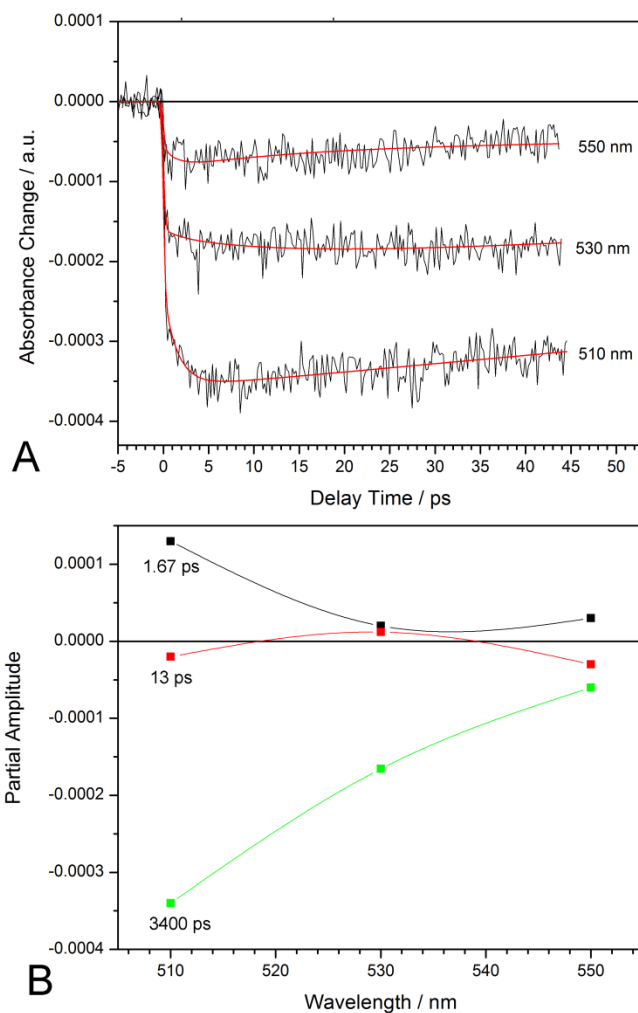 0.0001
0.0000
-0.0001
-0.0002
-0.0003
-0.0004
Absorbance Change / a.u.
550 nm
530 nm
510 nm
-5 0 5 10 15 20 25 30 35 40 45 50
Delay Time / ps
A
0.0001
0.0000
-0.0001
-0.0002
-0.0003
-0.0004
Partial Amplitude
1.67 ps
13 ps
3400 ps
510 520 530 540 550
Wavelength / nm
B